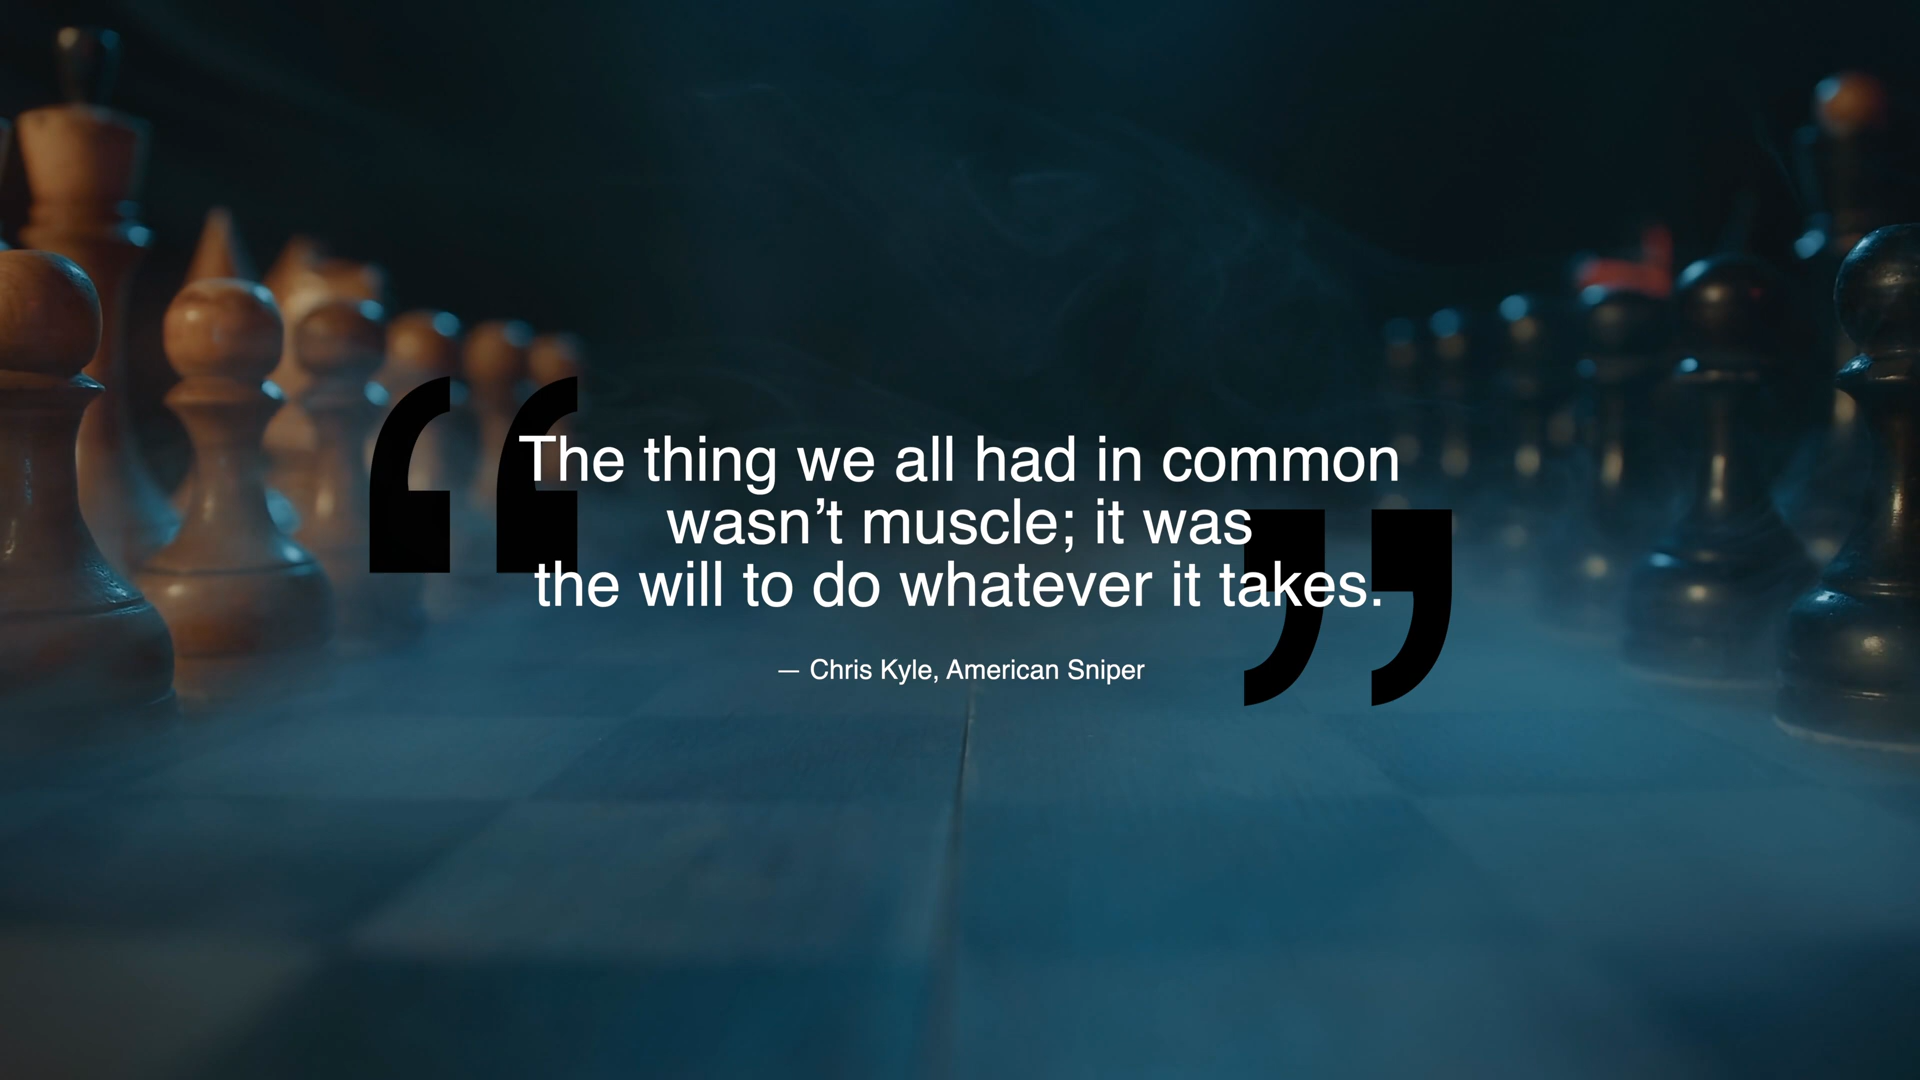 “The thing we all had in common
wasn’t muscle; it was
the will to do whatever it takes.”
— Chris Kyle, American Sniper